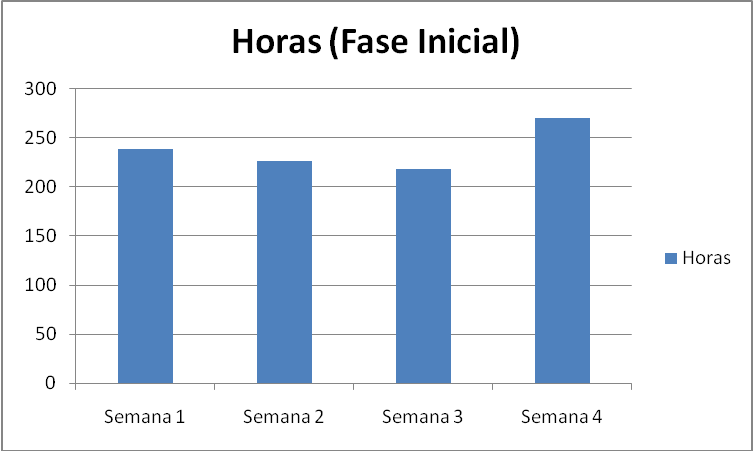 Horas (Fase Inicial)
300
250
200
150
100
50
0
Semana 1
Semana 2
Semana 3
Semana 4
Horas